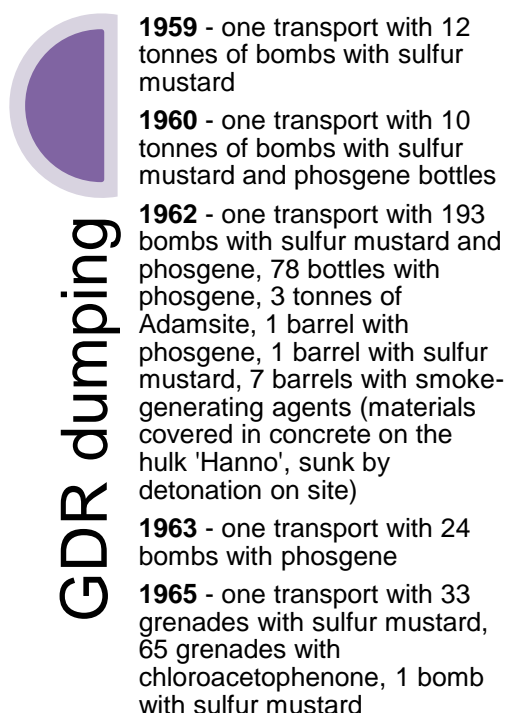 GDR dumping
1959 - one transport with 12
tonnes of bombs with sulfur
mustard
1960 - one transport with 10
tonnes of bombs with sulfur
mustard and phosgene bottles
1962 - one transport with 193
bombs with sulfur mustard and
phosgene, 78 bottles with
phosgene, 3 tonnes of
Adamsite, 1 barrel with
phosgene, 1 barrel with sulfur
mustard, 7 barrels with smoke-
generating agents (materials
covered in concrete on the
hulk 'Hanno', sunk by
detonation on site)
1963 - one transport with 24
bombs with phosgene
1965 - one transport with 33
grenades with sulfur mustard,
65 grenades with
chloroacetophenone, 1 bomb
with sulfur mustard